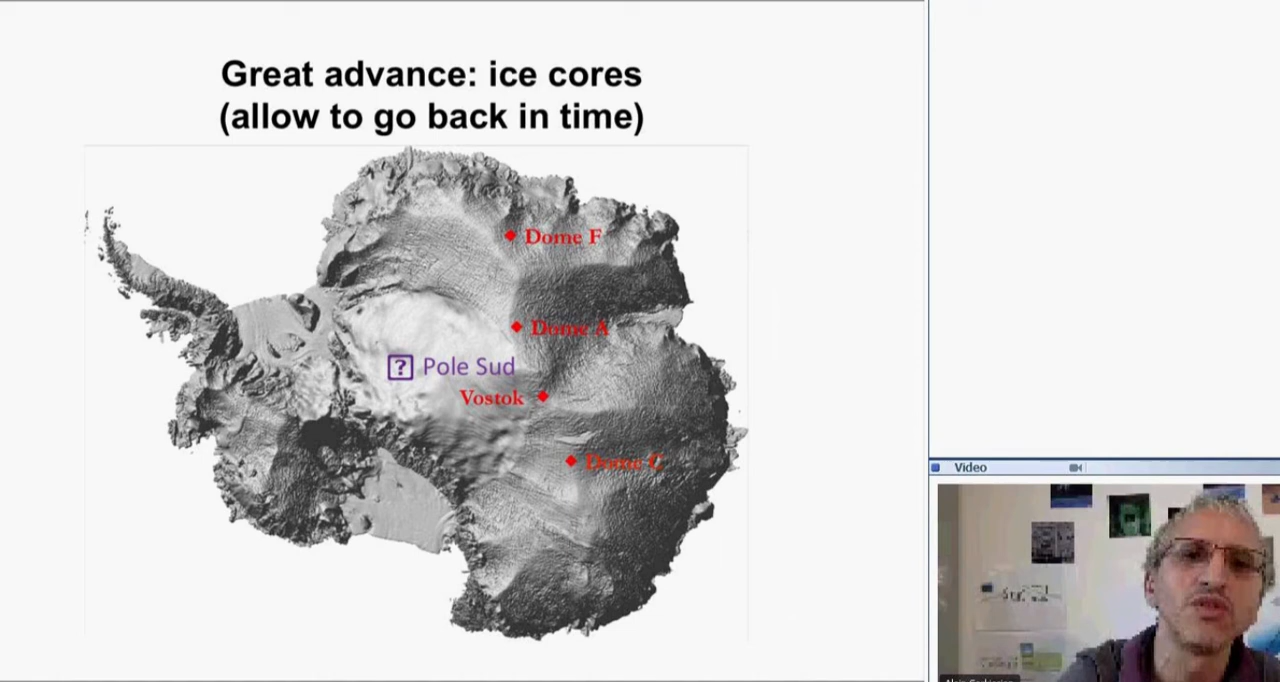 Great advance: ice cores
(allow to go back in time)
Dome F
Dome A
? Pole Sud
Vostok
Dome C
Video